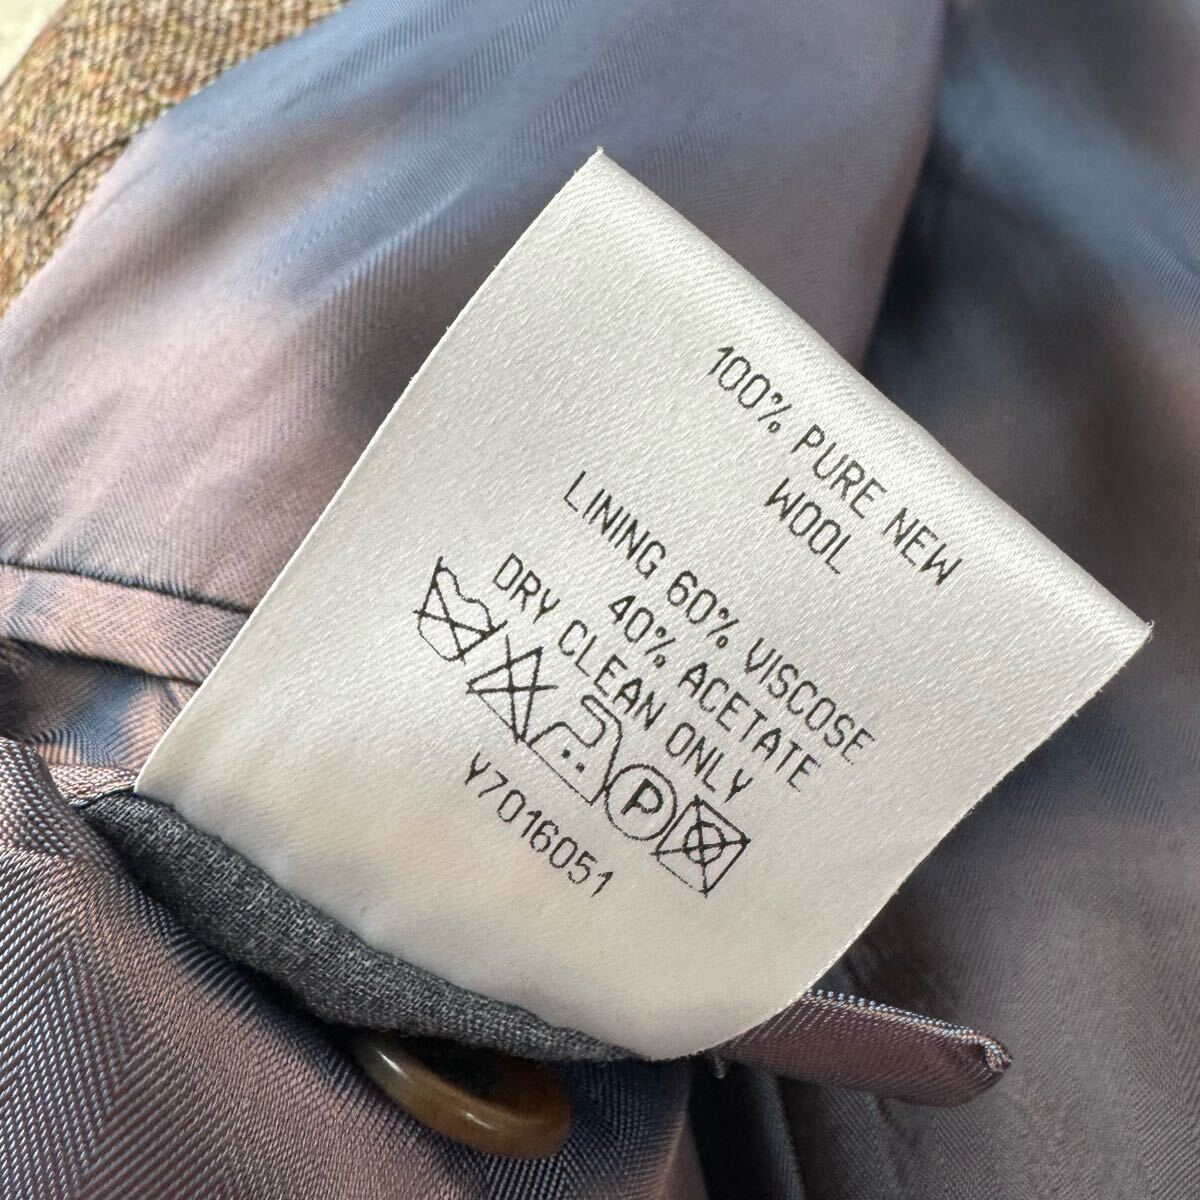 100% PURE NEW
WOOL
LINING 60% VISCOSE
40% ACETATE
DRY CLEAN ONLY
P
Y7016051